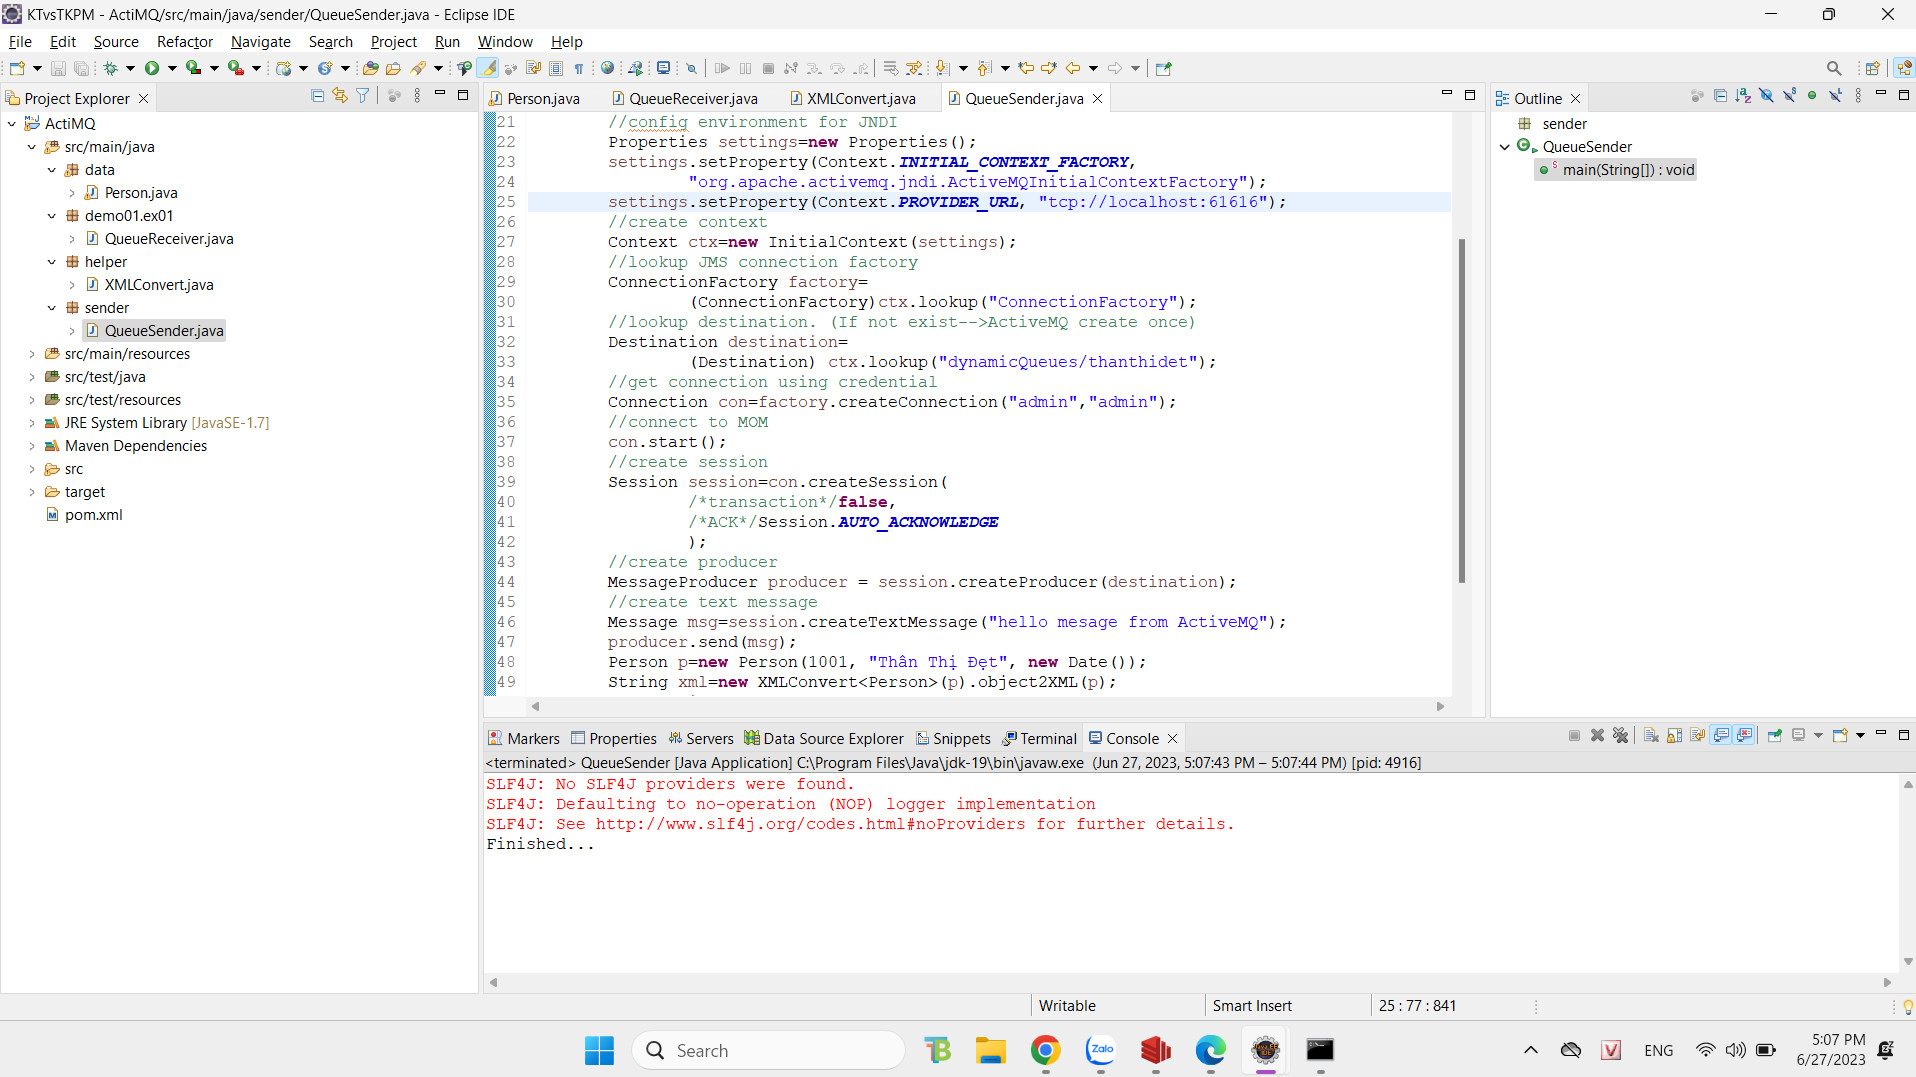 KTvsTKPM - ActiMQ/src/main/java/sender/QueueSender.java - Eclipse IDE
File Edit Source Refactor Navigate Search Project Run Window Help
Project Explorer
ActiMQ
src/main/java
data
Person.java
demo01.ex01
QueueReceiver.java
helper
XMLConvert.java
sender
QueueSender.java
src/main/resources
src/test/java
src/test/resources
JRE System Library [JavaSE-1.7]
Maven Dependencies
src
target
pom.xml
Person.java QueueReceiver.java XMLConvert.java QueueSender.java
21 //config environment for JNDI
22 Properties settings=new Properties();
23 settings.setProperty(Context.INITIAL_CONTEXT_FACTORY,
24 "org.apache.activemq.jndi.ActiveMQInitialContextFactory");
25 settings.setProperty(Context.PROVIDER_URL, "tcp://localhost:61616");
26 //create context
27 Context ctx=new InitialContext(settings);
28 //lookup JMS connection factory
29 ConnectionFactory factory=
30 (ConnectionFactory)ctx.lookup("ConnectionFactory");
31 //lookup destination. (If not exist-->ActiveMQ create once)
32 Destination destination=
33 (Destination) ctx.lookup("dynamicQueues/thanthidet");
34 //get connection using credential
35 Connection con=factory.createConnection("admin","admin");
36 //connect to MOM
37 con.start();
38 //create session
39 Session session=con.createSession(
40 /*transaction*/false,
41 /*ACK*/Session.AUTO_ACKNOWLEDGE
42 );
43 //create producer
44 MessageProducer producer = session.createProducer(destination);
45 //create text message
46 Message msg=session.createTextMessage("hello mesage from ActiveMQ");
47 producer.send(msg);
48 Person p=new Person(1001, "Thân Thị Đẹt", new Date());
49 String xml=new XMLConvert<Person>(p).object2XML(p);
Outline
sender
QueueSender
main(String[]) : void
Markers Properties Servers Data Source Explorer Snippets Terminal Console
<terminated> QueueSender [Java Application] C:\Program Files\Java\jdk-19\bin\javaw.exe (Jun 27, 2023, 5:07:43 PM – 5:07:44 PM) [pid: 4916]
SLF4J: No SLF4J providers were found.
SLF4J: Defaulting to no-operation (NOP) logger implementation
SLF4J: See http://www.slf4j.org/codes.html#noProviders for further details.
Finished...
Writable Smart Insert 25 : 77 : 841
Search
Zalo
ENG
5:07 PM
6/27/2023